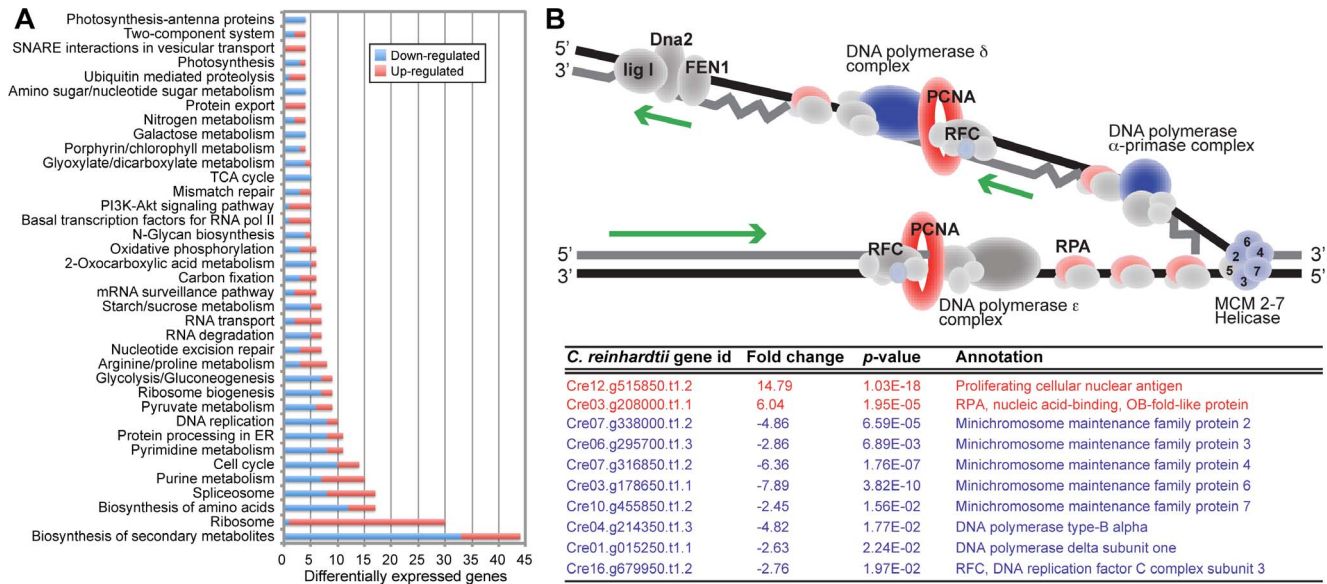 A
Photosynthesis-antenna proteins
Two-component system
SNARE interactions in vesicular transport
Photosynthesis
Ubiquitin mediated proteolysis
Amino sugar/nucleotide sugar metabolism
Protein export
Nitrogen metabolism
Galactose metabolism
Porphyrin/chlorophyll metabolism
Glyoxylate/dicarboxylate metabolism
TCA cycle
Mismatch repair
PI3K-Akt signaling pathway
Basal transcription factors for RNA pol II
N-Glycan biosynthesis
Oxidative phosphorylation
2-Oxocarboxylic acid metabolism
Carbon fixation
mRNA surveillance pathway
Starch/sucrose metabolism
RNA transport
RNA degradation
Nucleotide excision repair
Arginine/proline metabolism
Glycolysis/Gluconeogenesis
Ribosome biogenesis
Pyruvate metabolism
DNA replication
Protein processing in ER
Pyrimidine metabolism
Cell cycle
Purine metabolism
Spliceosome
Biosynthesis of amino acids
Ribosome
Biosynthesis of secondary metabolites
0 5 10 15 20 25 30 35 40 45
Differentially expressed genes
Down-regulated
Up-regulated
B
5’
3’
lig I
Dna2
FEN1
DNA polymerase δ
complex
PCNA
RFC
DNA polymerase
α-primase complex
5’
3’
RFC
PCNA
DNA polymerase ε
complex
RPA
6
2 4
5 7
3
3’
5’
MCM 2-7
Helicase
C. reinhardtii gene id Fold change p-value Annotation
Cre12.g515850.t1.2 14.79 1.03E-18 Proliferating cellular nuclear antigen
Cre03.g208000.t1.1 6.04 1.95E-05 RPA, nucleic acid-binding, OB-fold-like protein
Cre07.g338000.t1.2 -4.86 6.59E-05 Minichromosome maintenance family protein 2
Cre06.g295700.t1.3 -2.86 6.89E-03 Minichromosome maintenance family protein 3
Cre07.g316850.t1.2 -6.36 1.76E-07 Minichromosome maintenance family protein 4
Cre03.g178650.t1.1 -7.89 3.82E-10 Minichromosome maintenance family protein 6
Cre10.g455850.t1.2 -2.45 1.56E-02 Minichromosome maintenance family protein 7
Cre04.g214350.t1.3 -4.82 1.77E-02 DNA polymerase type-B alpha
Cre01.g015250.t1.1 -2.63 2.24E-02 DNA polymerase delta subunit one
Cre16.g679950.t1.2 -2.76 1.97E-02 RFC, DNA replication factor C complex subunit 3